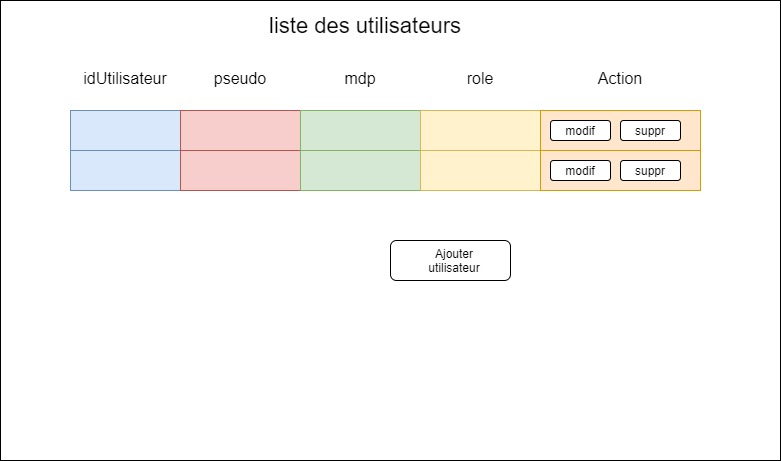 liste des utilisateurs
idUtilisateur pseudo mdp role Action
modif suppr
modif suppr
Ajouter
utilisateur